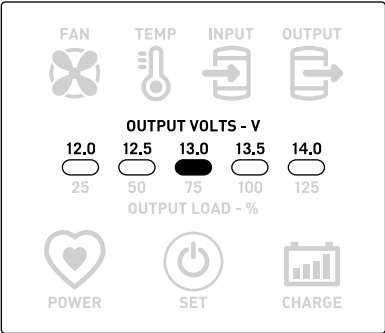 FAN TEMP INPUT OUTPUT
OUTPUT VOLTS - V
12.0 12.5 13.0 13.5 14.0
25 50 75 100 125
OUTPUT LOAD - %
POWER SET CHARGE